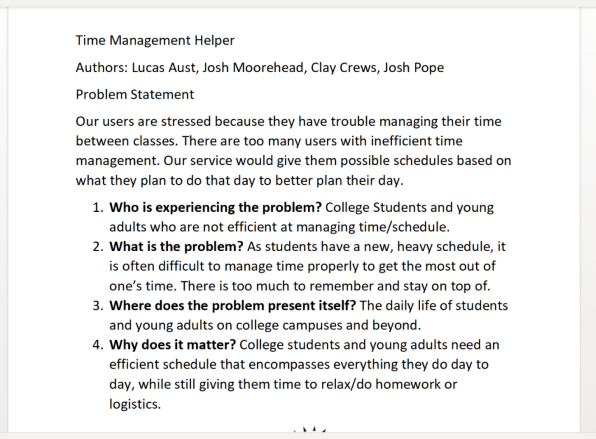 Time Management Helper
Authors: Lucas Aust, Josh Moorehead, Clay Crews, Josh Pope
Problem Statement
Our users are stressed because they have trouble managing their time
between classes. There are too many users with inefficient time
management. Our service would give them possible schedules based on
what they plan to do that day to better plan their day.
1. Who is experiencing the problem? College Students and young
adults who are not efficient at managing time/schedule.
2. What is the problem? As students have a new, heavy schedule, it
is often difficult to manage time properly to get the most out of
one’s time. There is too much to remember and stay on top of.
3. Where does the problem present itself? The daily life of students
and young adults on college campuses and beyond.
4. Why does it matter? College students and young adults need an
efficient schedule that encompasses everything they do day to
day, while still giving them time to relax/do homework or
logistics.